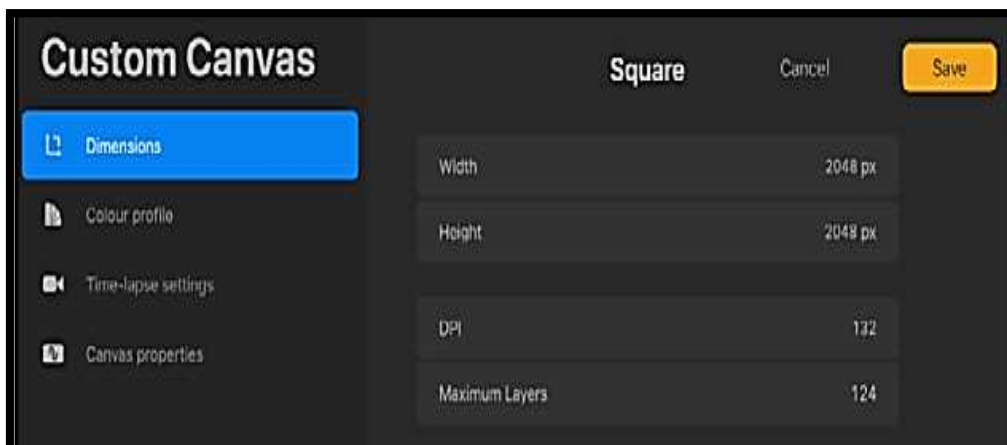 Custom Canvas
Square
Cancel
Save
Dimensions
Colour profile
Time-lapse settings
Canvas properties
Width 2048 px
Height 2048 px
DPI 132
Maximum Layers 124